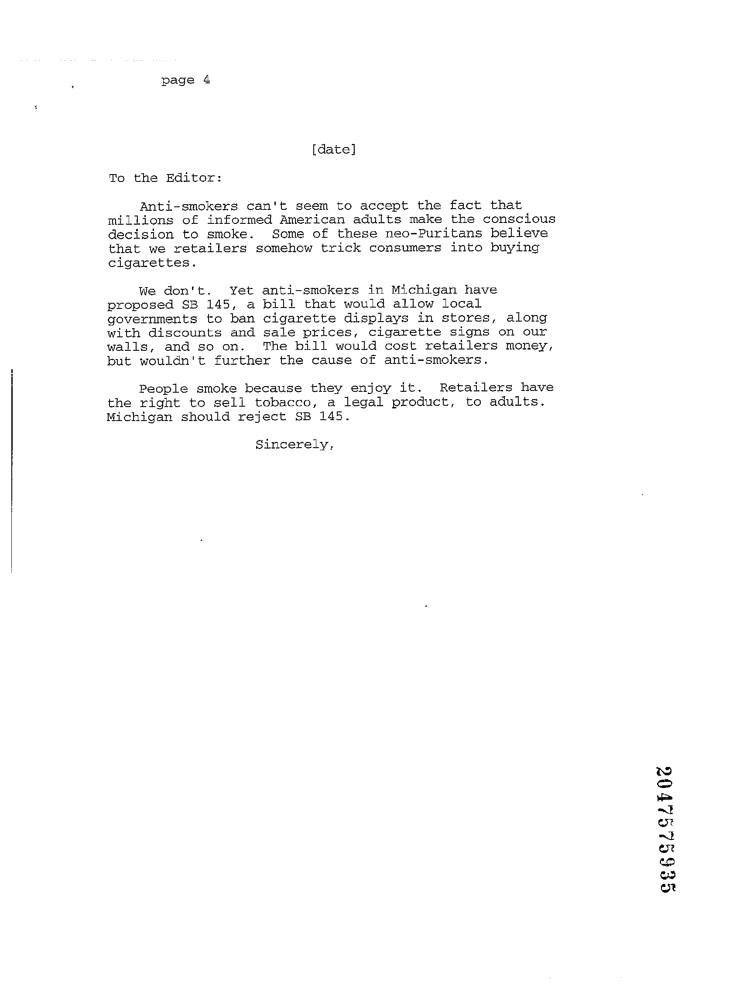 page 4
[date]
To the Editor:
Anti-smokers can't seem to accept the fact that
millions of informed American adults make the conscious
decision to smoke. Some of these neo-Puritans believe
that we retailers somehow trick consumers into buying
cigarettes.
We don't. Yet anti-smokers in Michigan have
proposed SB 145, a bill that would allow local
governments to ban cigarette displays in stores, along
with discounts and sale prices, cigarette signs on our
walls, and so on. The bill would cost retailers money,
but wouldn't further the cause of anti-smokers.
People smoke because they enjoy it. Retailers have
the right to sell tobacco, a legal product, to adults.
Michigan should reject SB 145.
Sincerely,
2047575935